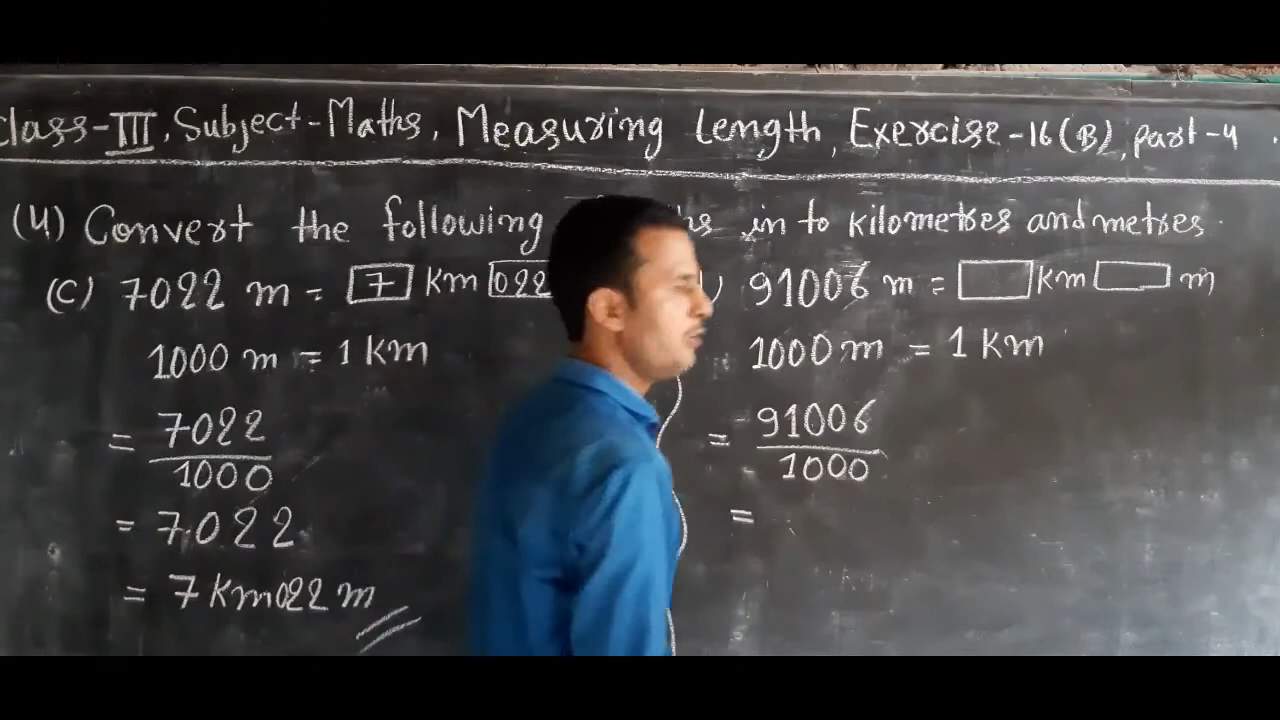 Class-III, Subject-Maths, Measuring Length, Exercise-16(B), part-4
(4) Convert the following in to kilometres and metres.
(C) 7022 m = 7 Km 022
1000 m = 1 Km
= 7022/1000
= 7.022
= 7 Km 022 m
) 91006 m = Km m
1000 m = 1 Km
= 91006/1000
=